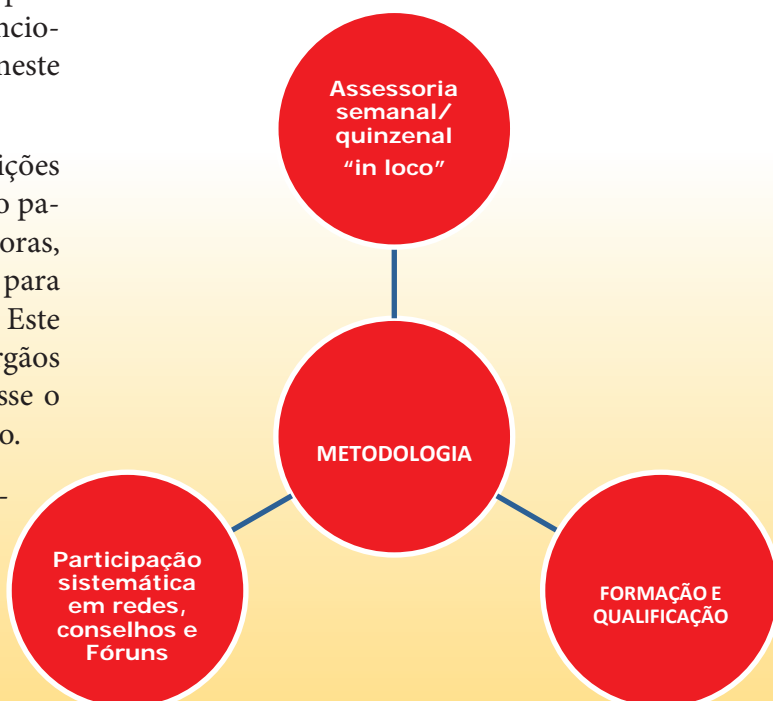 neste
ições
o pa-
oras,
para
Este
rgãos
sse o
o.
-
Assessoria
semanal/
quinzenal
“in loco”
METODOLOGIA
Participação
sistemática
em redes,
conselhos e
Fóruns
FORMAÇÃO E
QUALIFICAÇÃO